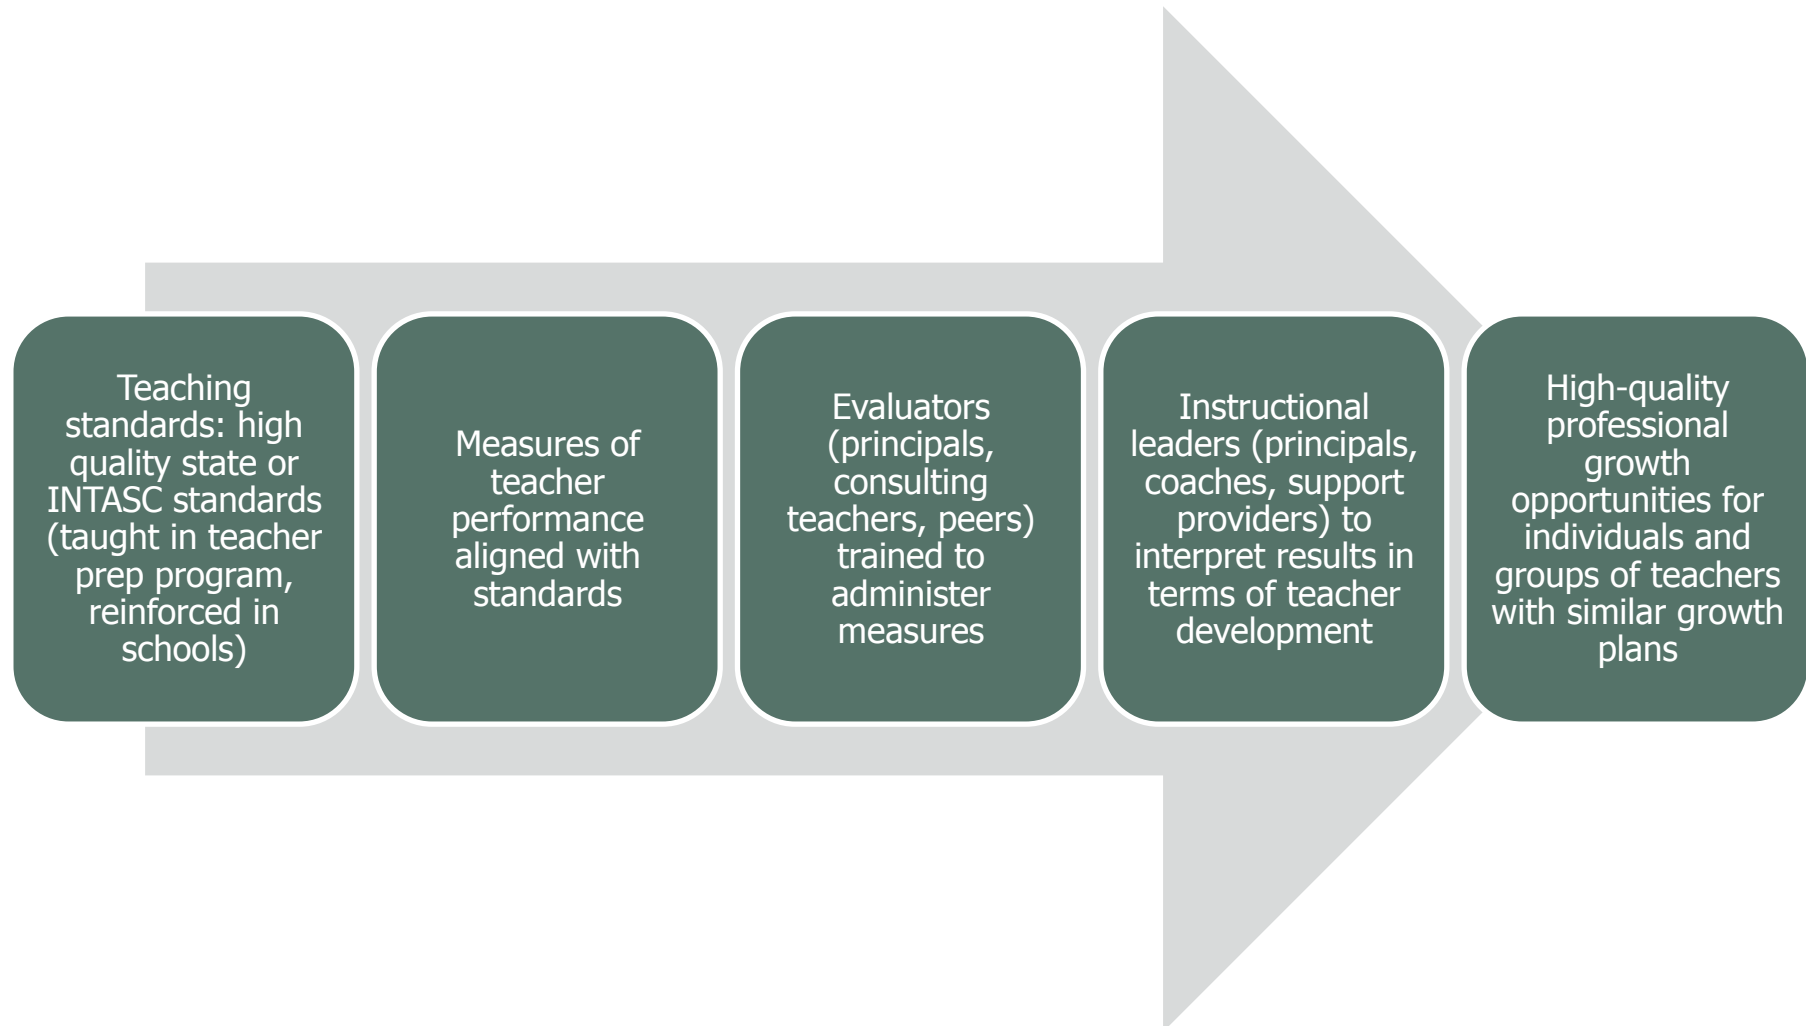 Teaching
standards: high
quality state or
INTASC standards
(taught in teacher
prep program,
reinforced in
schools)
Measures of
teacher
performance
aligned with
standards
Evaluators
(principals,
consulting
teachers, peers)
trained to
administer
measures
Instructional
leaders (principals,
coaches, support
providers) to
interpret results in
terms of teacher
development
High-quality
professional
growth
opportunities for
individuals and
groups of teachers
with similar growth
plans